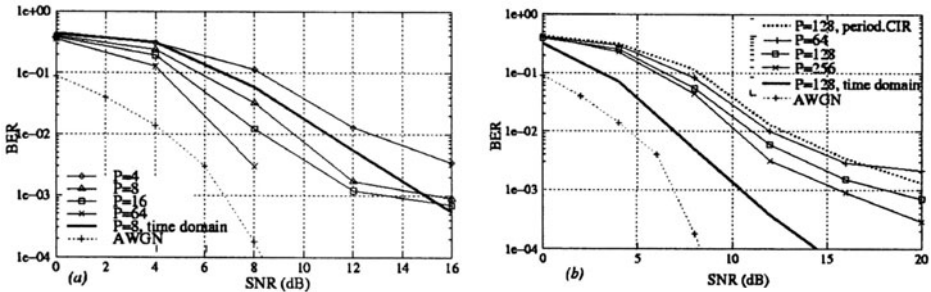 1e+00
1e-01
1e-02
1e-03
1e-04
BER
P=4
P=8
P=16
P=64
P=8, time domain
AWGN
(a)
0 2 4 6 8 10 12 14 16
SNR (dB)
1e+00
1e-01
1e-02
1e-03
1e-04
BER
P=128, period.CIR
P=64
P=128
P=256
P=128, time domain
AWGN
(b)
0 5 10 15 20
SNR (dB)